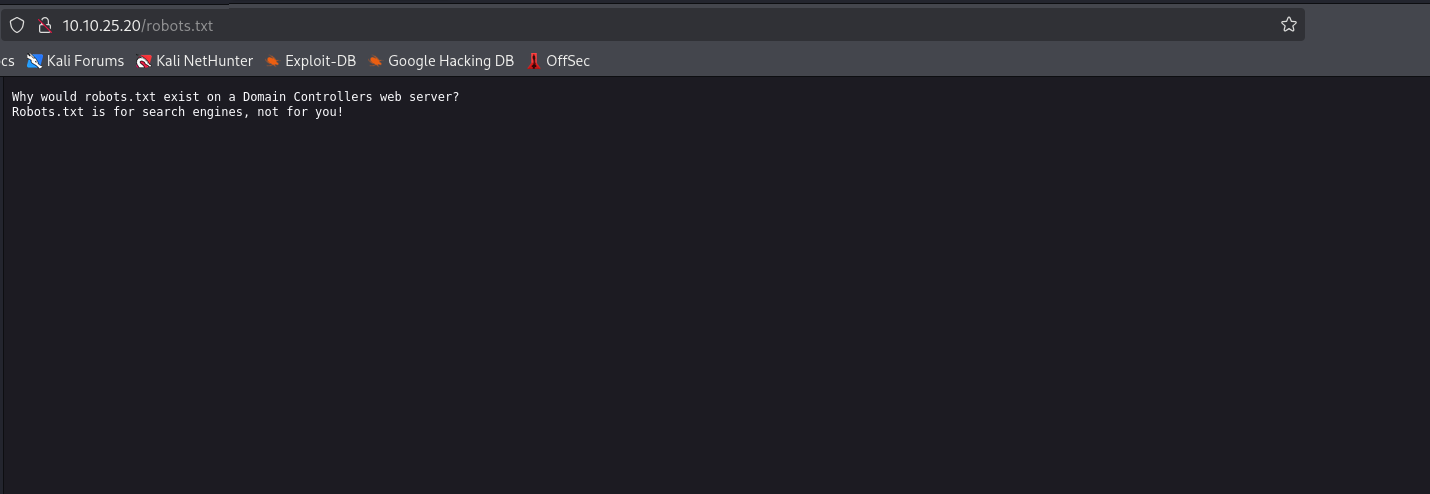 10.10.25.20/robots.txt
cs Kali Forums Kali NetHunter Exploit-DB Google Hacking DB OffSec
Why would robots.txt exist on a Domain Controllers web server?
Robots.txt is for search engines, not for you!